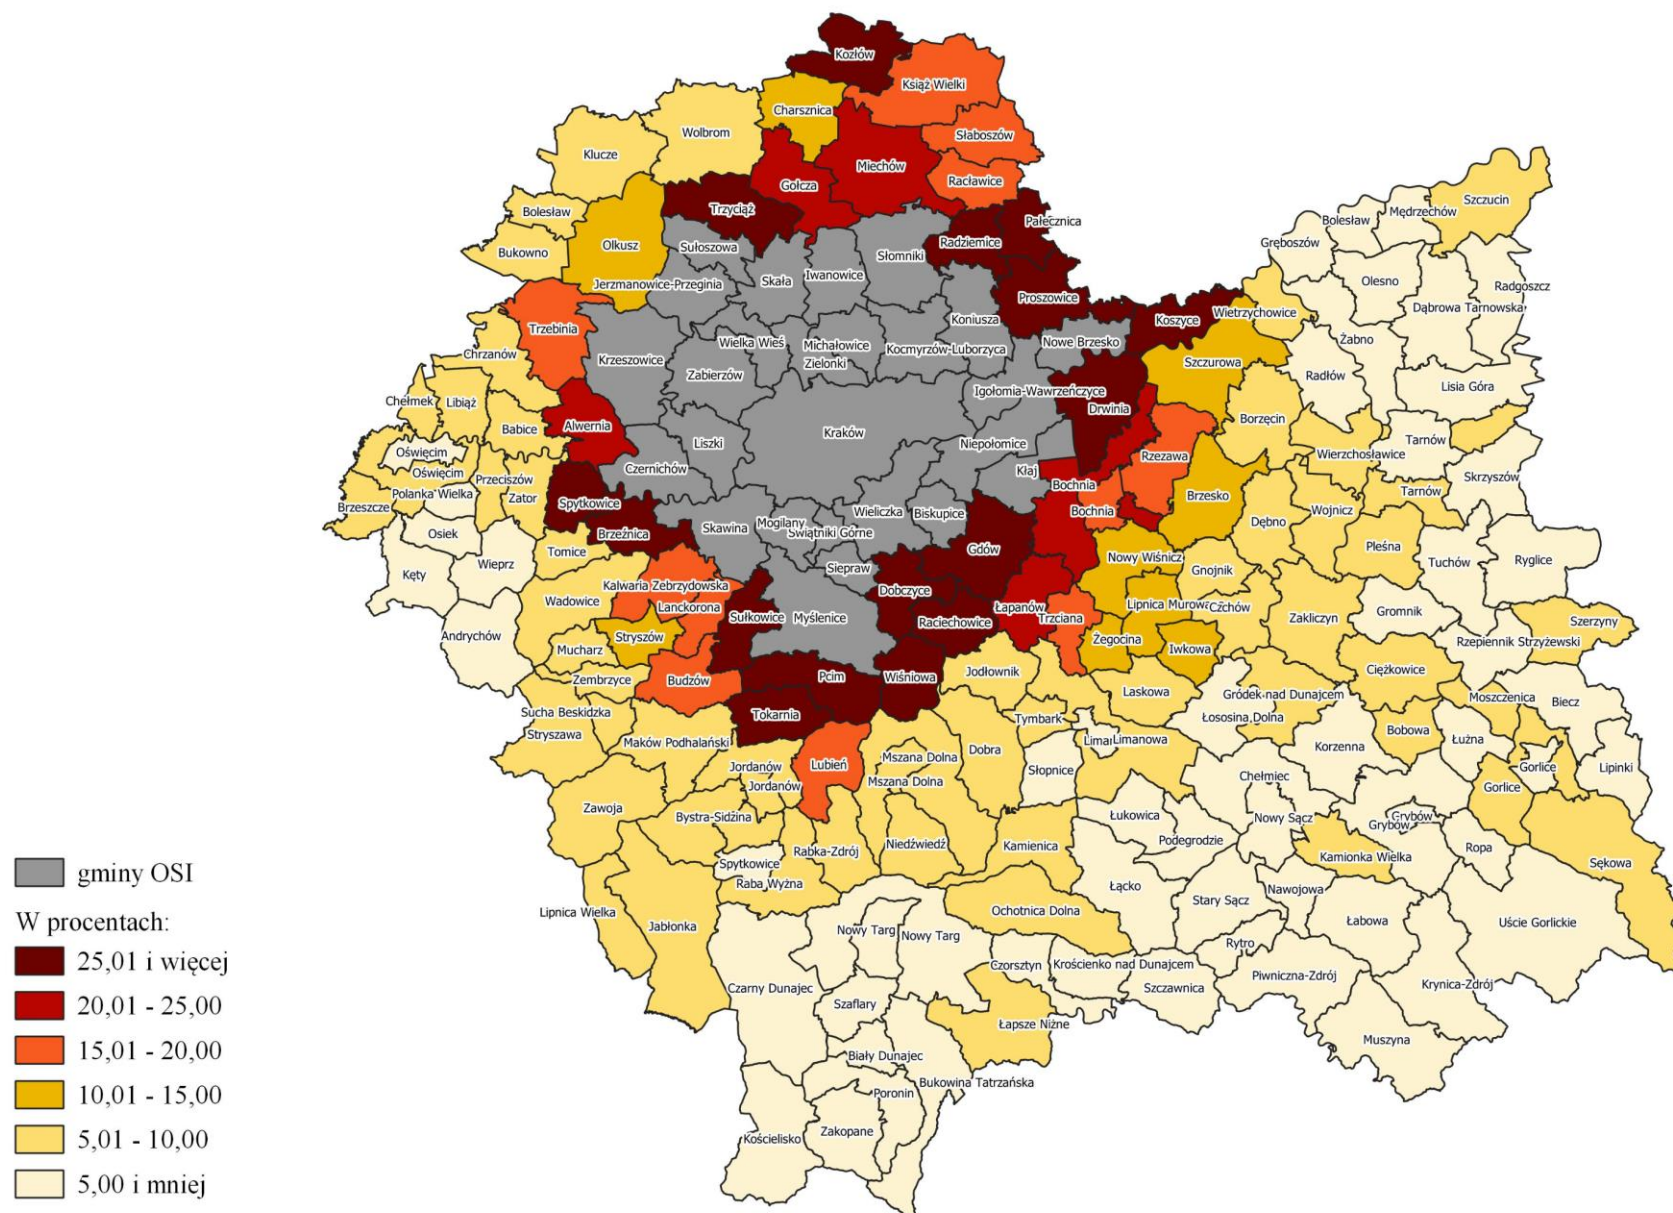 Kozłów
Książ Wielki
Charsznica
Słaboszów
Wolbrom
Klucze
Miechów
Racławice
Gołcza
Trzyciąż
Pałecznica
Szczucin
Mędrzechów
Bolesław
Bolesław
Gręboszów
Radziemice
Sułoszowa
Słomniki
Olkusz
Bukowno
Skała
Iwanowice
Olesno
Radgoszcz
Jerzmanowice-Przeginia
Proszowice
Dąbrowa Tarnowska
Wietrzychowice
Koszyce
Koniusza
Trzebinia
Żabno
Nowe Brzesko
Wielka Wieś
Michałowice
Kocmyrzów-Luborzyca
Chrzanów
Krzeszowice
Zielonki
Szczurowa
Zabierzów
Radłów
Lisia Góra
Igołomia-Wawrzeńczyce
Chełmek
Libiąż
Drwinia
Borzęcin
Babice
Alwernia
Kraków
Liszki
Niepołomice
Tarnów
Oświęcim
Wierzchosławice
Rzezawa
Czernichów
Kłaj
Oświęcim
Przeciszów
Skrzyszów
Brzeszcze
Polanka Wielka
Zator
Bochnia
Tarnów
Spytkowice
Brzesko
Wojnicz
Bochnia
Wieliczka
Biskupice
Dębno
Skawina
Mogilany
Świątniki Górne
Osiek
Brzeźnica
Pleśna
Gdów
Tomice
Nowy Wiśnicz
Tuchów
Ryglice
Wieprz
Siepraw
Gnojnik
Kęty
Kalwaria Zebrzydowska
Dobczyce
Wadowice
Lanckorona
Lipnica Murowana
Czchów
Gromnik
Sułkowice
Myślenice
Raciechowice
Łapanów
Trzciana
Zakliczyn
Szerzyny
Andrychów
Stryszów
Żegocina
Rzepiennik Strzyżewski
Mucharz
Iwkowa
Ciężkowice
Jodłownik
Pcim
Wiśniowa
Zembrzyce
Budzów
Laskowa
Gródek nad Dunajcem
Moszczenica
Biecz
Sucha Beskidzka
Tokarnia
Tymbark
Łososina Dolna
Bobowa
Stryszawa
Maków Podhalański
Limanowa
Korzenna
Łużna
Dobra
Mszana Dolna
Lubień
Jordanów
Słopnice
Gorlice
Lipinki
Chełmiec
Mszana Dolna
Jordanów
Gorlice
Zawoja
Łukowica
Bystra-Sidzina
Nowy Sącz
Grybów
Grybów
Podegrodzie
Niedźwiedź
Kamienica
Rabka-Zdrój
Ropa
Spytkowice
Kamionka Wielka
Sękowa
Raba Wyżna
Łącko
Nawojowa
Stary Sącz
Lipnica Wielka
Ochotnica Dolna
Łabowa
Uście Gorlickie
Jabłonka
Nowy Targ
Nowy Targ
Rytro
Czorsztyn
Krościenko nad Dunajcem
Piwniczna-Zdrój
Krynica-Zdrój
Czarny Dunajec
Szczawnica
Szaflary
Łapsze Niżne
Muszyna
Biały Dunajec
Bukowina Tatrzańska
Poronin
Kościelisko
Zakopane
gminy OSI
W procentach:
25,01 i więcej
20,01 - 25,00
15,01 - 20,00
10,01 - 15,00
5,01 - 10,00
5,00 i mniej